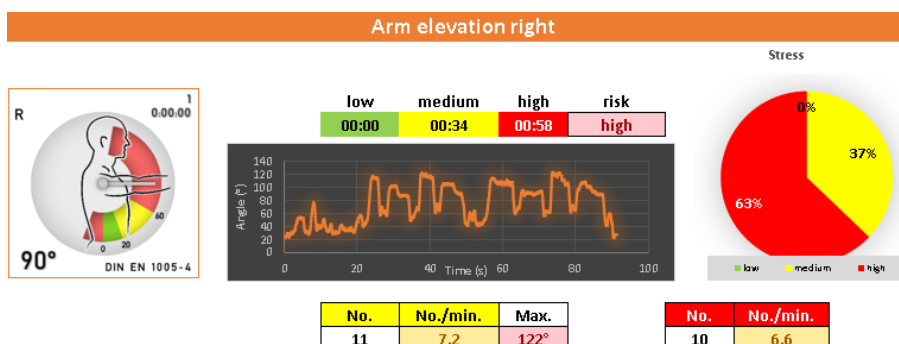 Arm elevation right
Stress
R
1
0:00:00
60
20
0
90°
DIN EN 1005-4
low medium high risk
00:00 00:34 00:58 high
140
120
100
80
60
40
20
0
Angle (°)
0 20 40 60 80 100
Time (s)
0%
37%
63%
low medium high
No. No./min. Max.
11 7.2 122°
No. No./min.
10 6.6